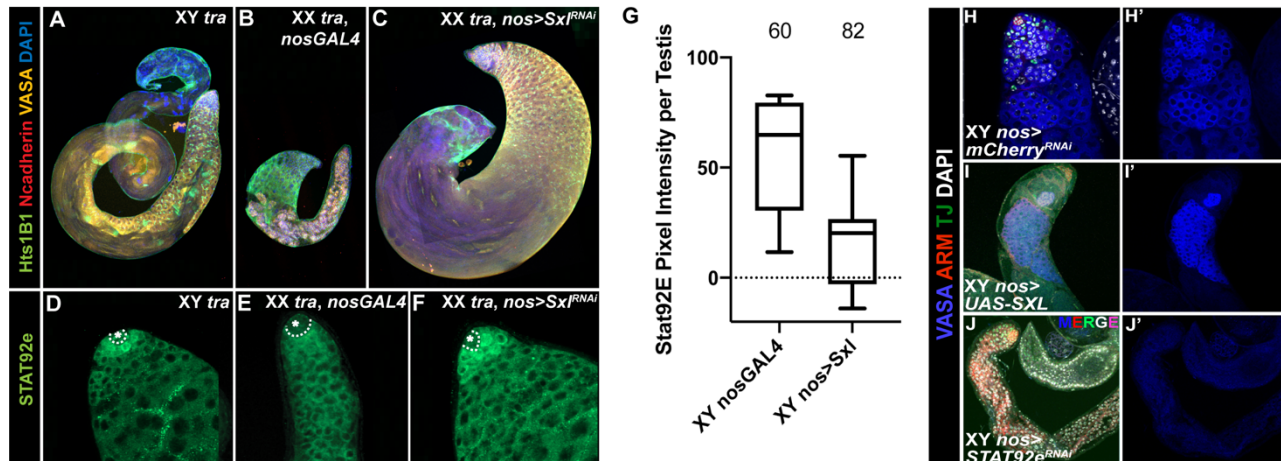 Hts1B1 Ncadherin VASA DAPI
A XY tra
B XX tra,
nosGAL4
C XX tra, nos>Sxl^RNAi
STAT92e
D XY tra
E XX tra, nosGAL4
F XX tra, nos>Sxl^RNAi
G
60 82
Stat92E Pixel Intensity per Testis
100
50
0
XY nosGAL4
XY nos>Sxl
VASA ARM TJ DAPI
H H'
XY nos>
mCherry^RNAi
I I'
XY nos>
UAS-SXL
J MERGE J'
XY nos>
STAT92e^RNAi